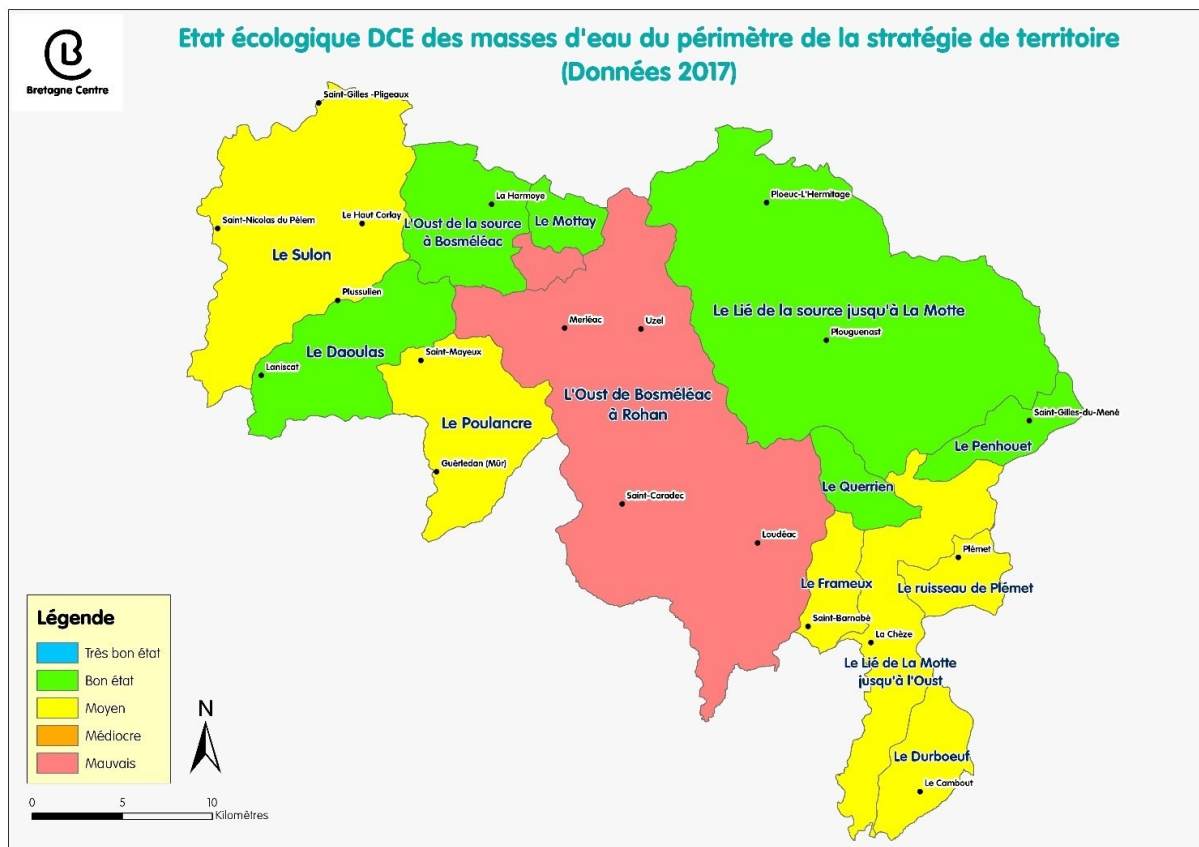 Bretagne Centre
Etat écologique DCE des masses d'eau du périmètre de la stratégie de territoire
(Données 2017)
Saint-Gilles -Pligeaux
La Harmoye
Ploeuc-L'Hermitage
Saint-Nicolas du Pélem
Le Haut Corlay
L'Oust de la source
à Bosméléac
Le Mottay
Le Sulon
Plussulien
Le Lié de la source jusqu'à La Motte
Merléac
Uzel
Plouguenast
Le Daoulas
Saint-Mayeux
Laniscat
L'Oust de Bosméléac
à Rohan
Le Poulancre
Saint-Gilles-du-Mené
Le Penhouet
Guerlédan (Mûr)
Le Querrien
Saint-Caradec
Loudéac
Plémet
Le Frameux
Le ruisseau de Plémet
Saint-Barnabé
La Chèze
Le Lié de La Motte
jusqu'à l'Oust
Le Durboeuf
Le Cambout
Légende
Très bon état
Bon état
Moyen
Médiocre
Mauvais
N
0 5 10
Kilomètres